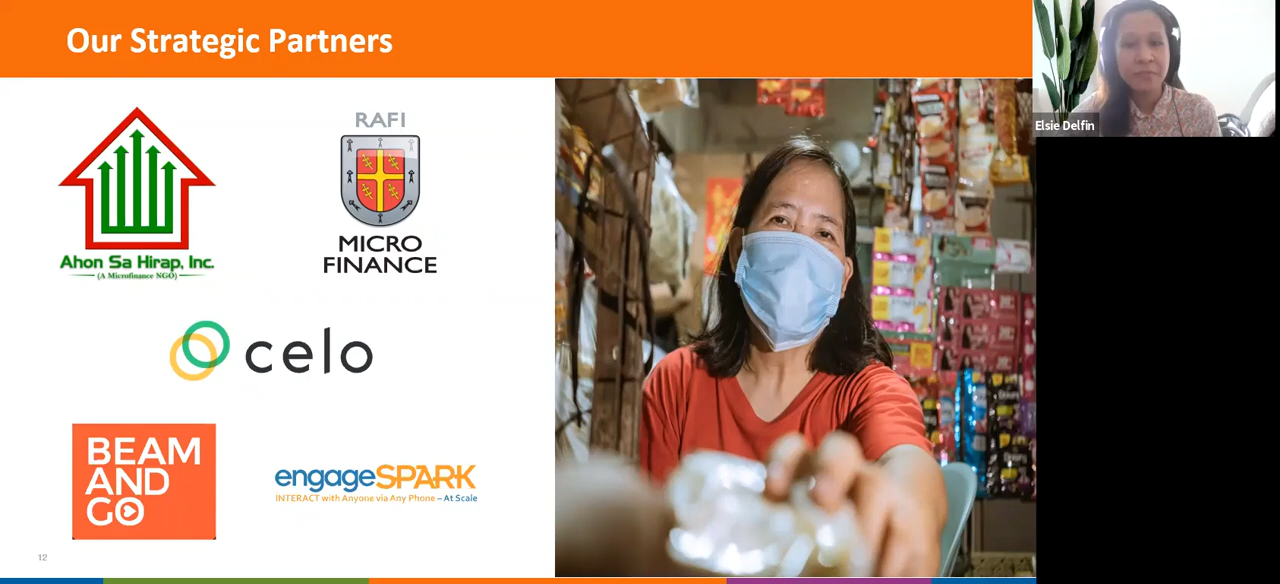 Our Strategic Partners
Elsie Delfin
Ahon Sa Hirap, Inc.
(A Microfinance NGO)
RAFI
MICRO
FINANCE
celo
BEAM
AND
GO
engageSPARK
INTERACT with Anyone via Any Phone – At Scale
12